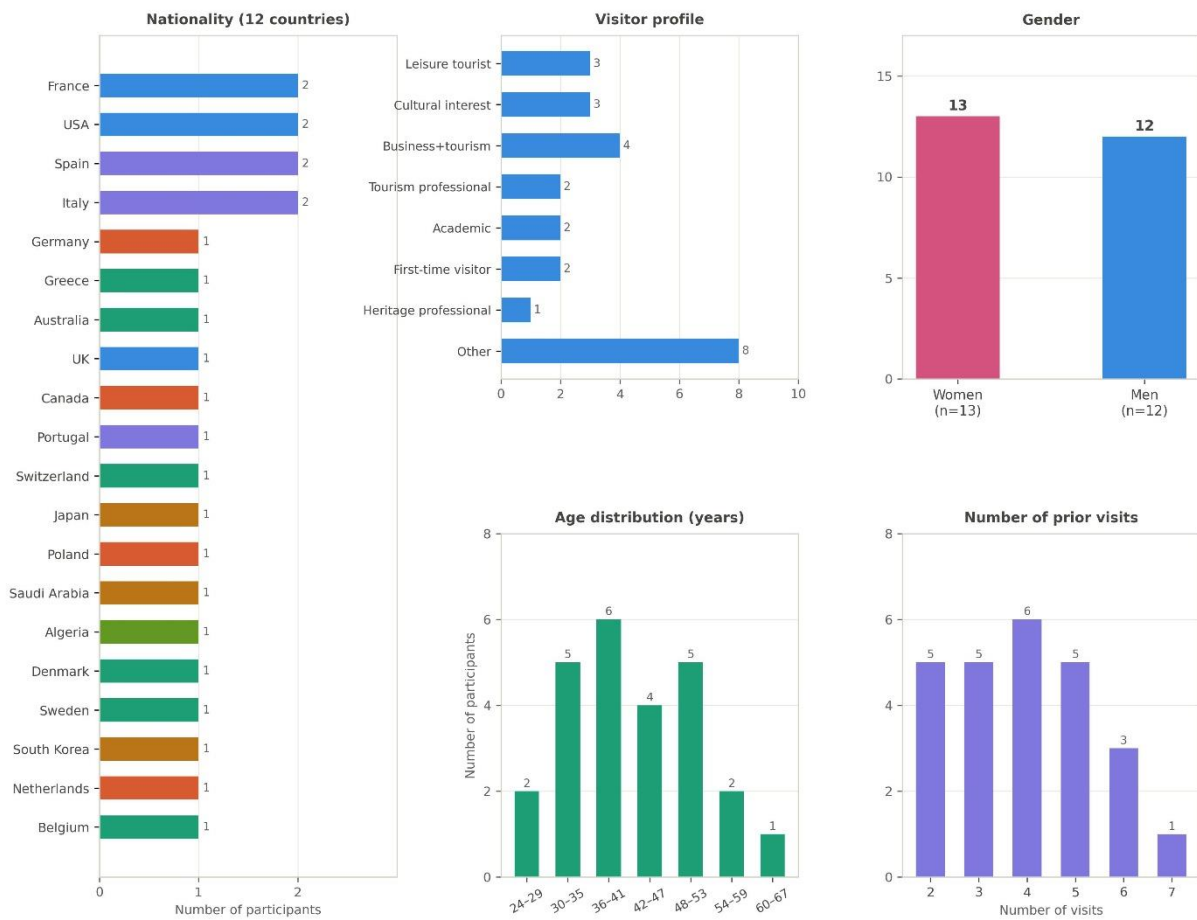 Nationality (12 countries)
France 2
USA 2
Spain 2
Italy 2
Germany 1
Greece 1
Australia 1
UK 1
Canada 1
Portugal 1
Switzerland 1
Japan 1
Poland 1
Saudi Arabia 1
Algeria 1
Denmark 1
Sweden 1
South Korea 1
Netherlands 1
Belgium 1
0 1 2
Number of participants
Visitor profile
Leisure tourist 3
Cultural interest 3
Business+tourism 4
Tourism professional 2
Academic 2
First-time visitor 2
Heritage professional 1
Other 8
0 2 4 6 8 10
Gender
15
10
5
0
13
12
Women
(n=13)
Men
(n=12)
Age distribution (years)
Number of participants
8
6
4
2
0
2 5 6 4 5 2 1
24–29 30–35 36–41 42–47 48–53 54–59 60–67
Number of prior visits
8
6
4
2
0
5 5 6 5 3 1
2 3 4 5 6 7
Number of visits